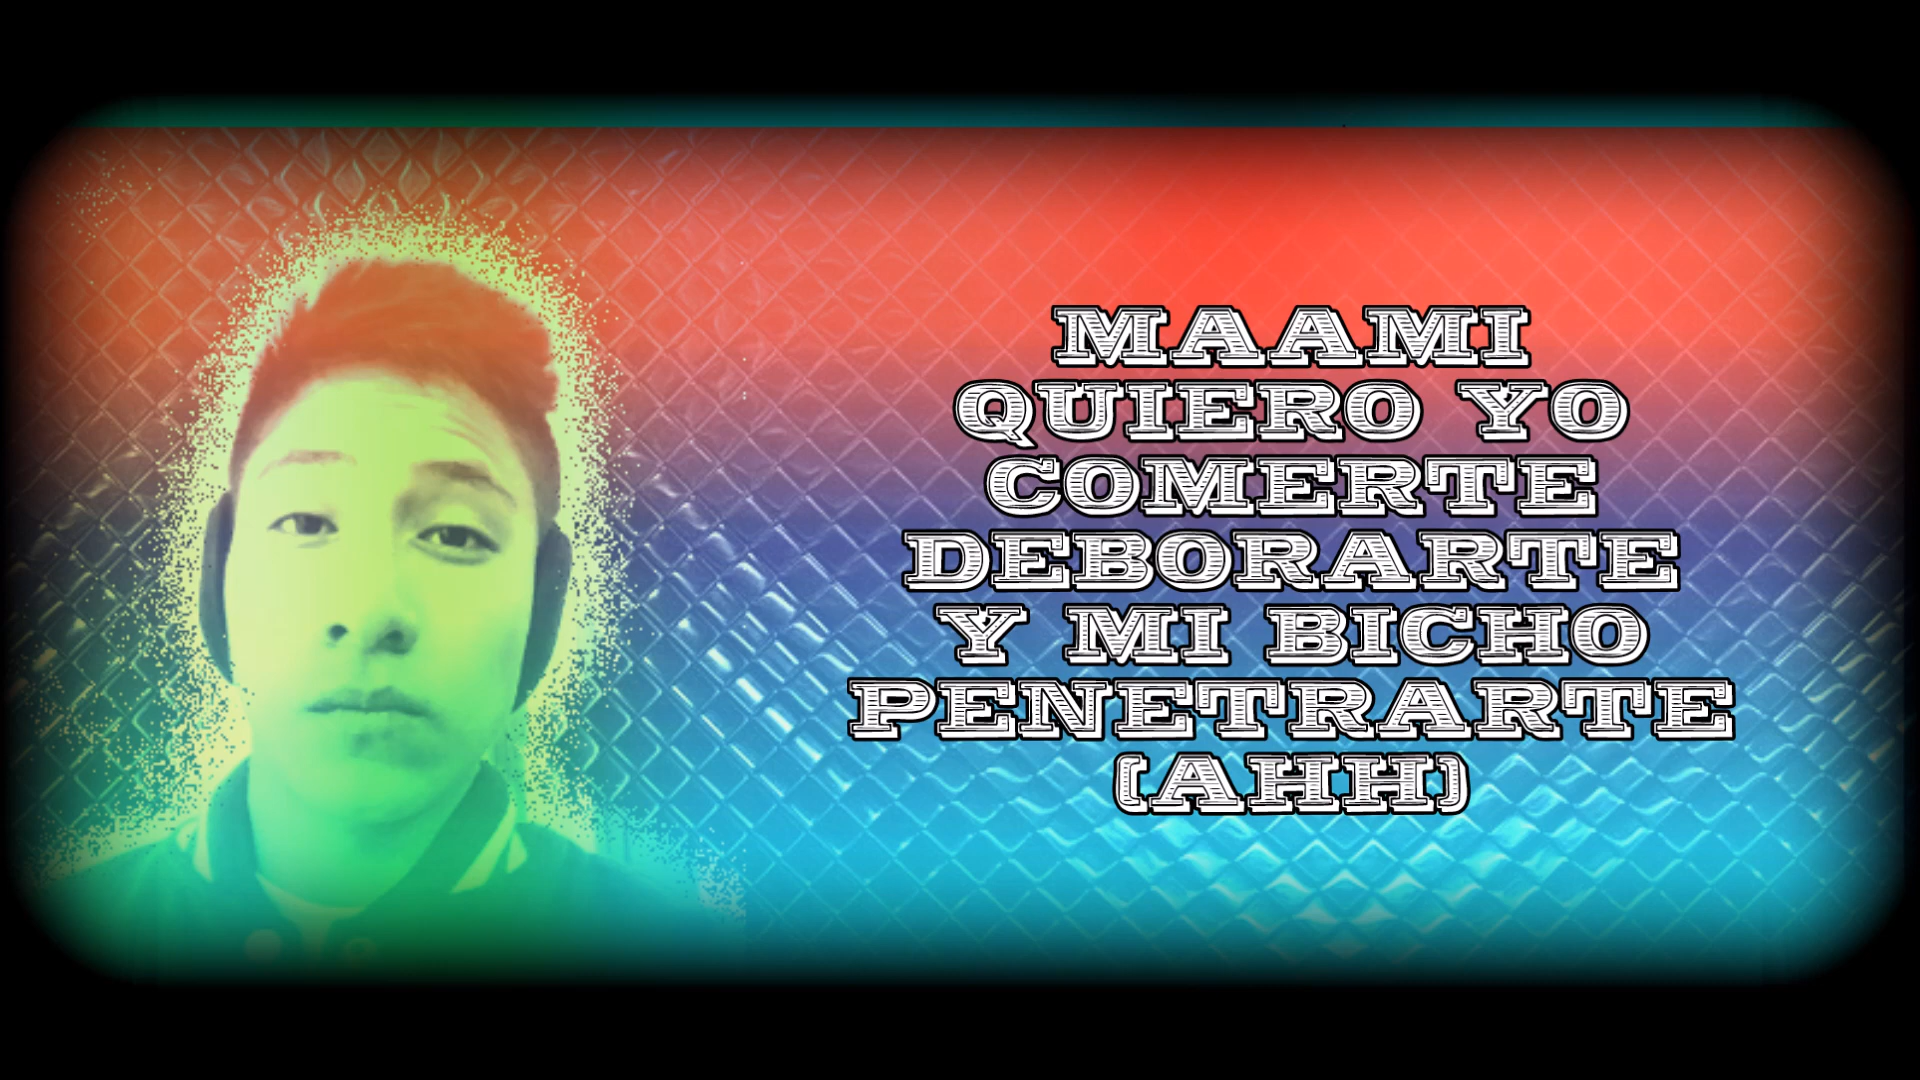 MAAMI
QUIERO YO
COMERTE
DEBORARTE
Y MI BICHO
PENETRARTE
(AHH)